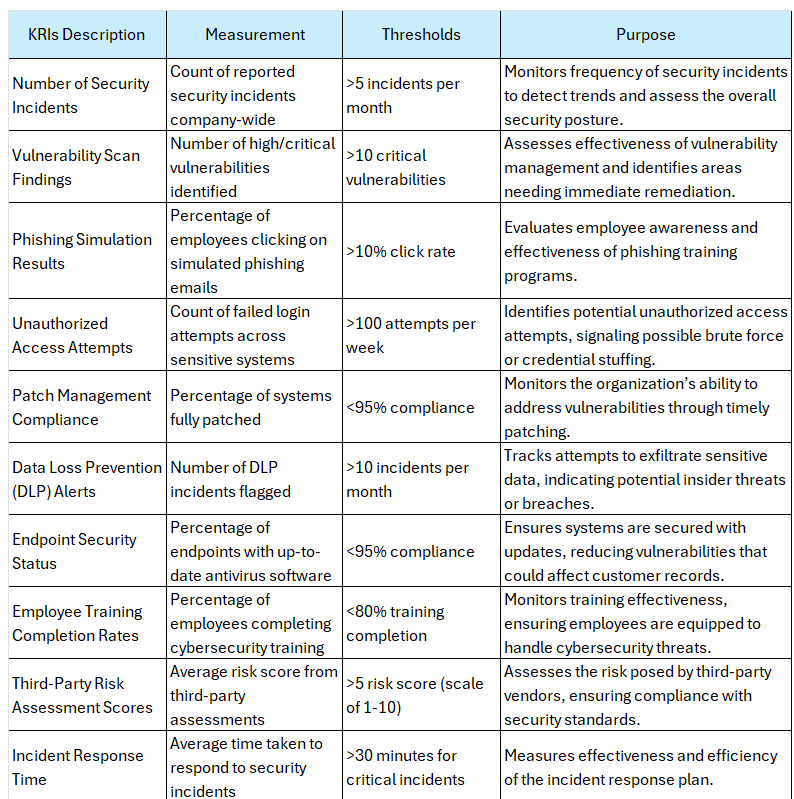 KRIs Description Measurement Thresholds Purpose
Number of Security
Incidents
Count of reported
security incidents
company-wide
>5 incidents per
month
Monitors frequency of security incidents
to detect trends and assess the overall
security posture.
Vulnerability Scan
Findings
Number of high/critical
vulnerabilities
identified
>10 critical
vulnerabilities
Assesses effectiveness of vulnerability
management and identifies areas
needing immediate remediation.
Phishing Simulation
Results
Percentage of
employees clicking on
simulated phishing
emails
>10% click rate
Evaluates employee awareness and
effectiveness of phishing training
programs.
Unauthorized
Access Attempts
Count of failed login
attempts across
sensitive systems
>100 attempts per
week
Identifies potential unauthorized access
attempts, signaling possible brute force
or credential stuffing.
Patch Management
Compliance
Percentage of systems
fully patched
<95% compliance
Monitors the organization’s ability to
address vulnerabilities through timely
patching.
Data Loss Prevention
(DLP) Alerts
Number of DLP
incidents flagged
>10 incidents per
month
Tracks attempts to exfiltrate sensitive
data, indicating potential insider threats
or breaches.
Endpoint Security
Status
Percentage of
endpoints with up-to-
date antivirus software
<95% compliance
Ensures systems are secured with
updates, reducing vulnerabilities that
could affect customer records.
Employee Training
Completion Rates
Percentage of
employees completing
cybersecurity training
<80% training
completion
Monitors training effectiveness,
ensuring employees are equipped to
handle cybersecurity threats.
Third-Party Risk
Assessment Scores
Average risk score from
third-party
assessments
>5 risk score (scale
of 1-10)
Assesses the risk posed by third-party
vendors, ensuring compliance with
security standards.
Incident Response
Time
Average time taken to
respond to security
incidents
>30 minutes for
critical incidents
Measures effectiveness and efficiency
of the incident response plan.